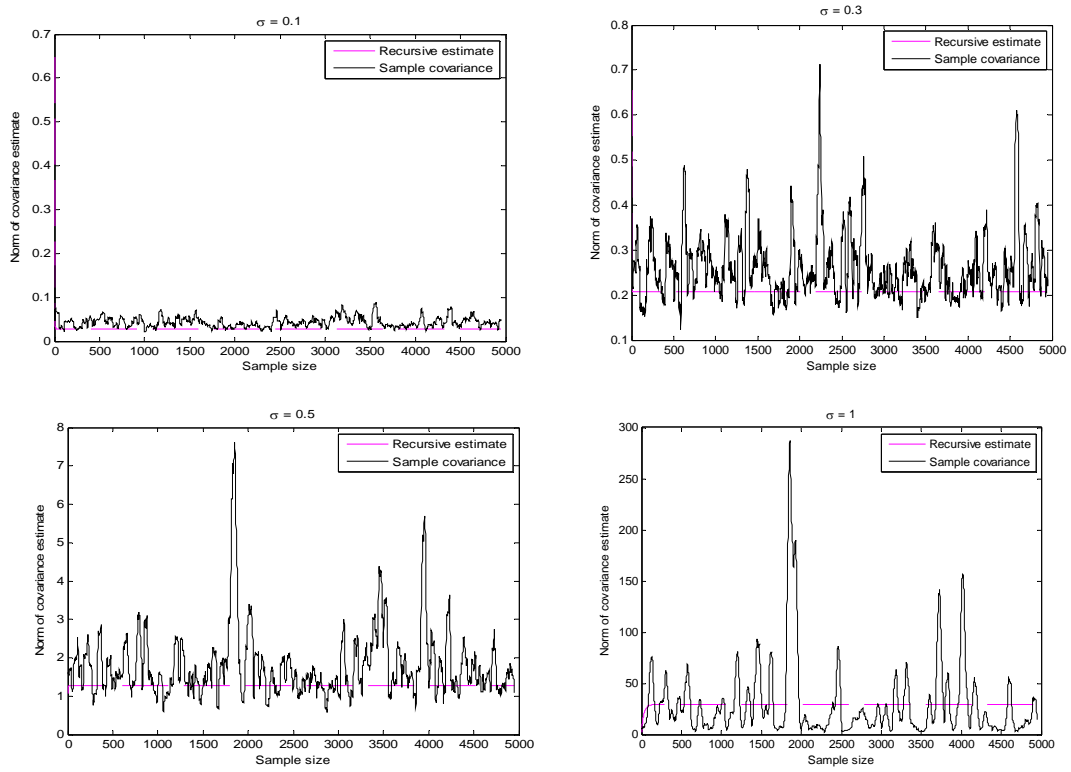 σ = 0.1
0.7
0.6
0.5
0.4
0.3
0.2
0.1
0
Norm of covariance estimate
Recursive estimate
Sample covariance
0 500 1000 1500 2000 2500 3000 3500 4000 4500 5000
Sample size
σ = 0.3
0.8
0.7
0.6
0.5
0.4
0.3
0.2
0.1
Norm of covariance estimate
Recursive estimate
Sample covariance
0 500 1000 1500 2000 2500 3000 3500 4000 4500 5000
Sample size
σ = 0.5
8
7
6
5
4
3
2
1
0
Norm of covariance estimate
Recursive estimate
Sample covariance
0 500 1000 1500 2000 2500 3000 3500 4000 4500 5000
Sample size
σ = 1
300
250
200
150
100
50
0
Norm of covariance estimate
Recursive estimate
Sample covariance
0 500 1000 1500 2000 2500 3000 3500 4000 4500 5000
Sample size